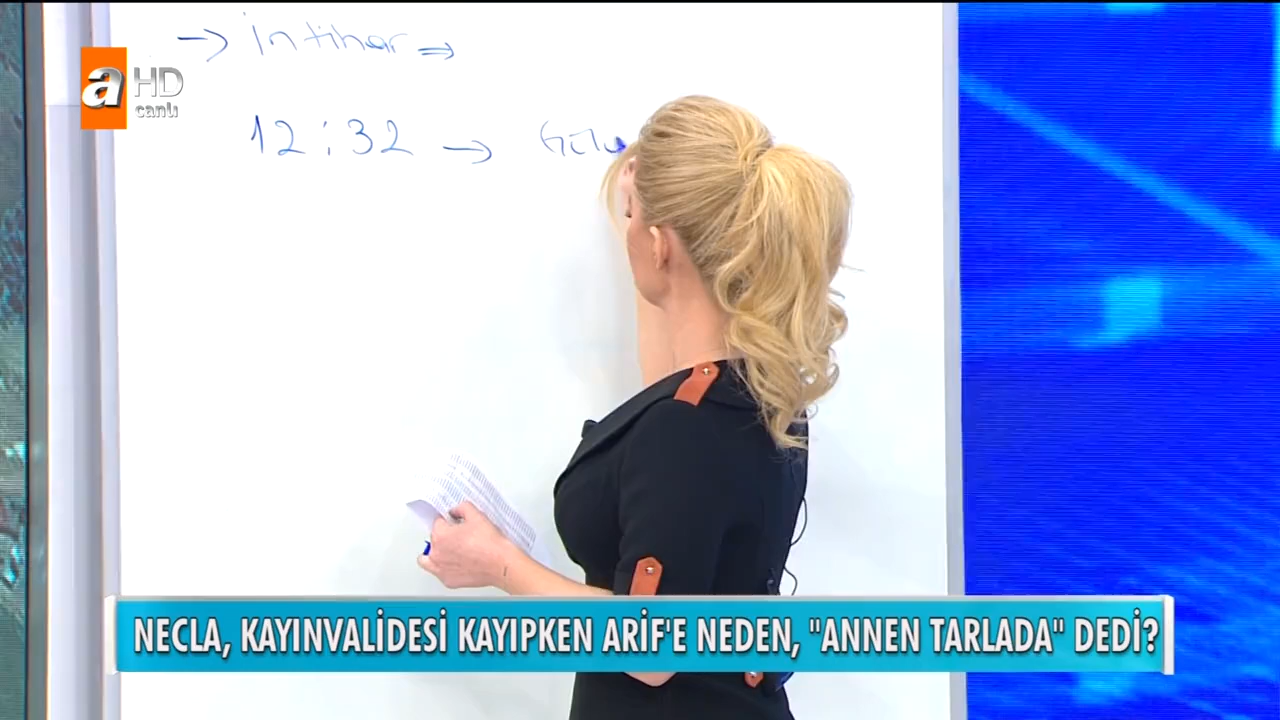 → intihar →
a HD
canlı
12:32 →
NECLA, KAYINVALİDESİ KAYIPKEN ARİF'E NEDEN, "ANNEN TARLADA" DEDİ?